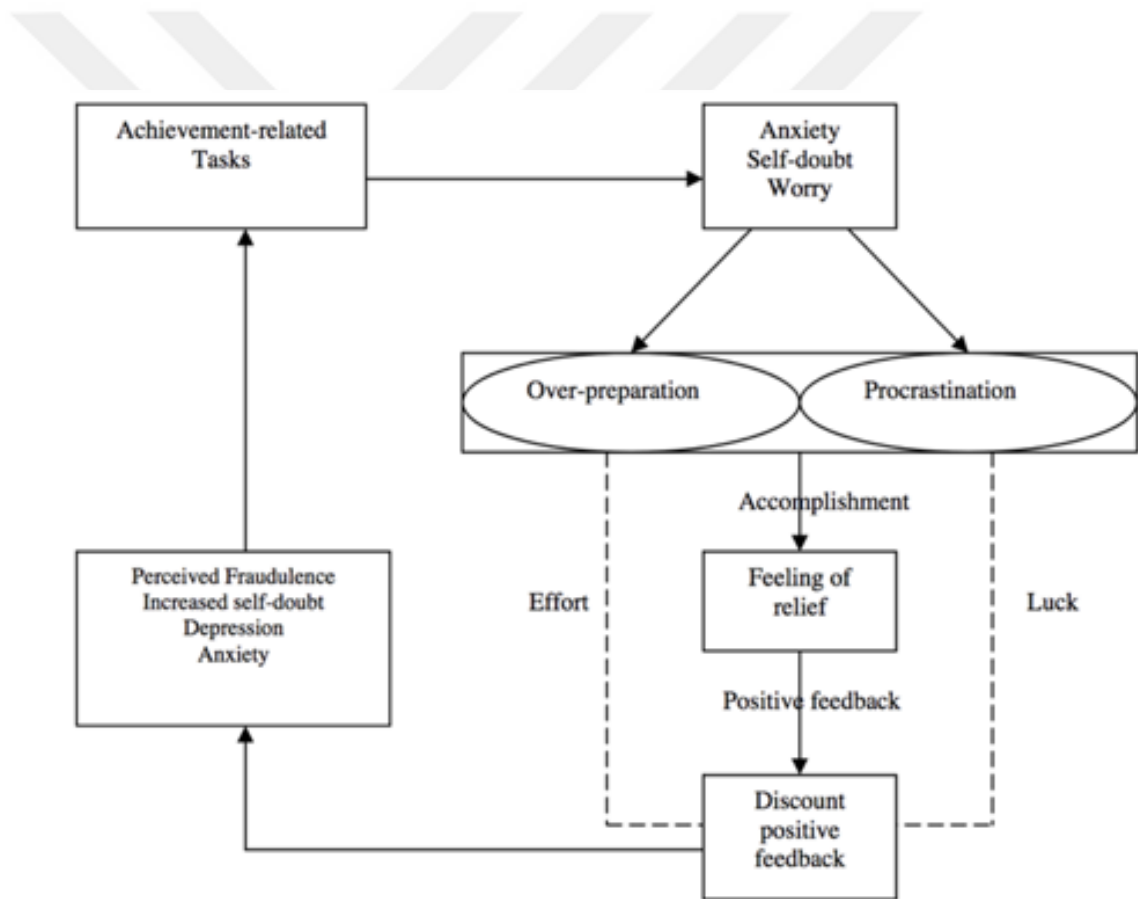 Achievement-related
Tasks
Anxiety
Self-doubt
Worry
Over-preparation
Procrastination
Accomplishment
Perceived Fraudulence
Increased self-doubt
Depression
Anxiety
Effort
Feeling of
relief
Luck
Positive feedback
Discount
positive
feedback